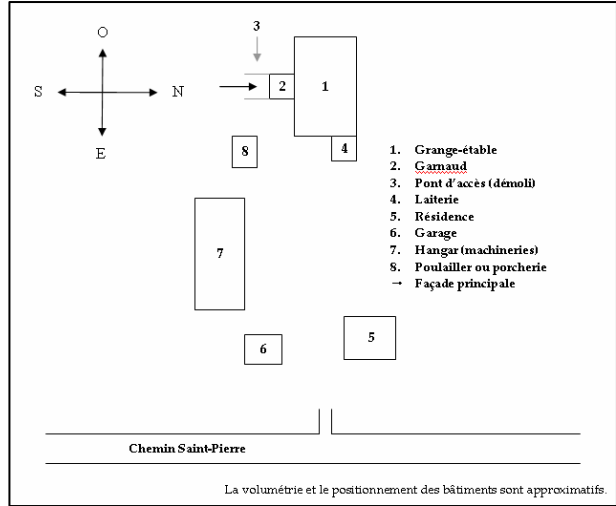 O
S
N
E
3
2
1
8
4
7
6
5
1. Grange-étable
2. Garnaud
3. Pont d'accès (démoli)
4. Laiterie
5. Résidence
6. Garage
7. Hangar (machineries)
8. Poulailler ou porcherie
→ Façade principale
Chemin Saint-Pierre
La volumétrie et le positionnement des bâtiments sont approximatifs.